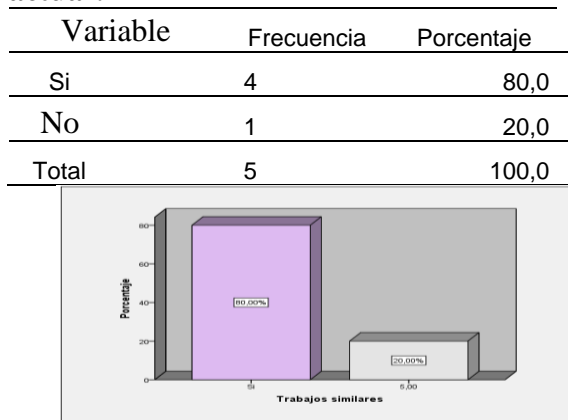 Variable Frecuencia Porcentaje
Si 4 80,0
No 1 20,0
Total 5 100,0
80
60
40
20
0
Porcentaje
80,00%
20,00%
Si 5,00
Trabajos similares